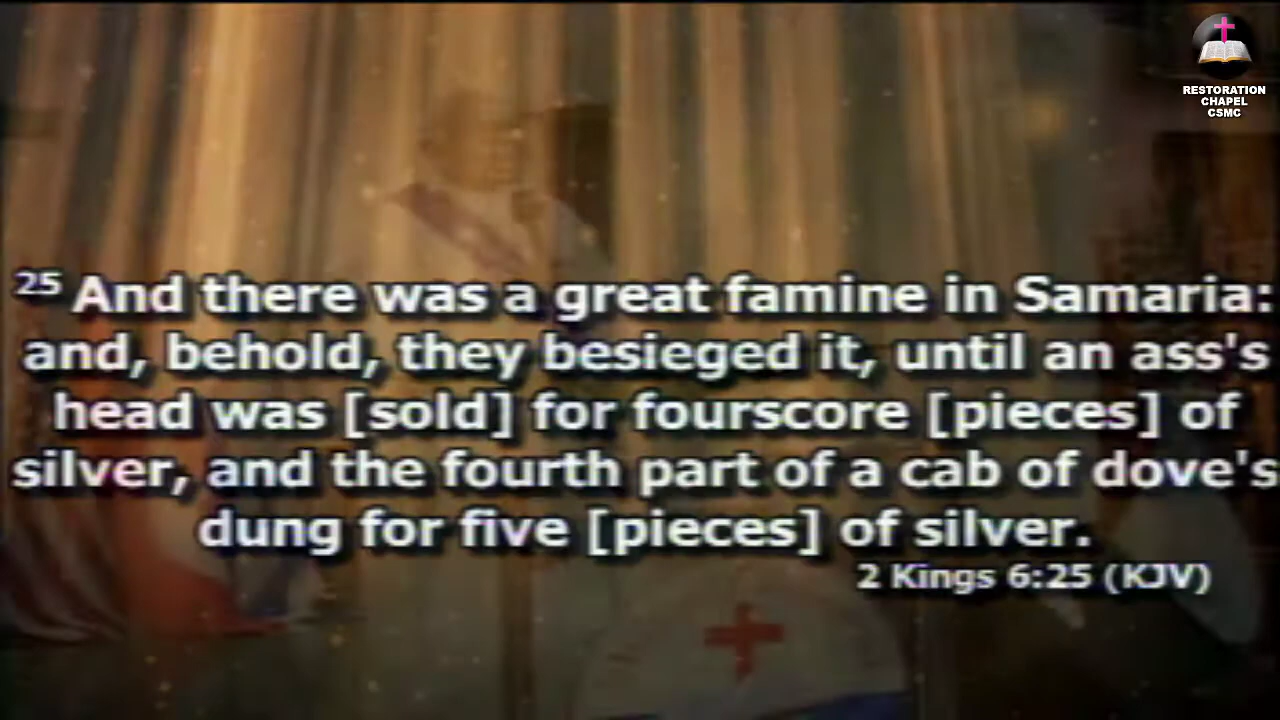 RESTORATION
CHAPEL
CSMC
25 And there was a great famine in Samaria:
and, behold, they besieged it, until an ass's
head was [sold] for fourscore [pieces] of
silver, and the fourth part of a cab of dove's
dung for five [pieces] of silver.
2 Kings 6:25 (KJV)